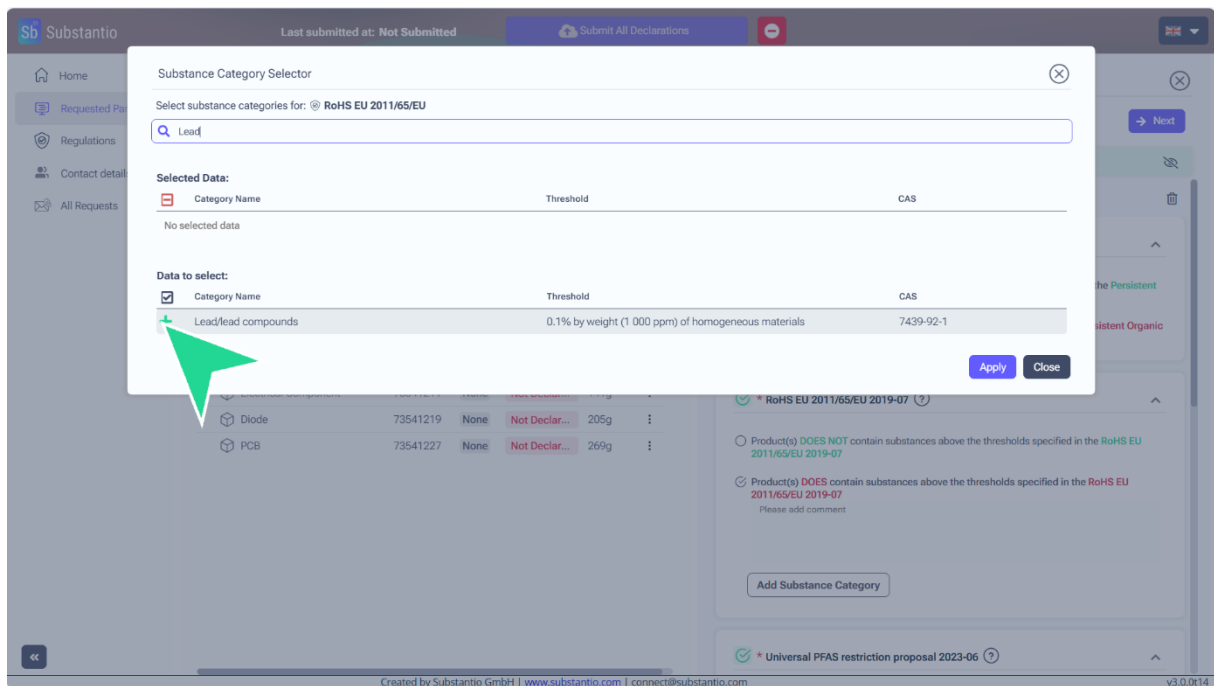 Sb Substantio
Last submitted at: Not Submitted
Submit All Declarations
Home
Requested Par
Regulations
Contact detail
All Requests
Substance Category Selector
Select substance categories for: RoHS EU 2011/65/EU
Lead
Selected Data:
Category Name Threshold CAS
No selected data
Data to select:
Category Name Threshold CAS
Lead/lead compounds 0.1% by weight (1 000 ppm) of homogeneous materials 7439-92-1
Apply Close
Next
the Persistent
sistent Organic
Diode 73541219 None Not Declar... 205g
PCB 73541227 None Not Declar... 269g
* RoHS EU 2011/65/EU 2019-07 ?
Product(s) DOES NOT contain substances above the thresholds specified in the RoHS EU
2011/65/EU 2019-07
Product(s) DOES contain substances above the thresholds specified in the RoHS EU
2011/65/EU 2019-07
Please add comment
Add Substance Category
* Universal PFAS restriction proposal 2023-06 ?
Created by Substantio GmbH | www.substantio.com | connect@substantio.com
v3.0.0t14